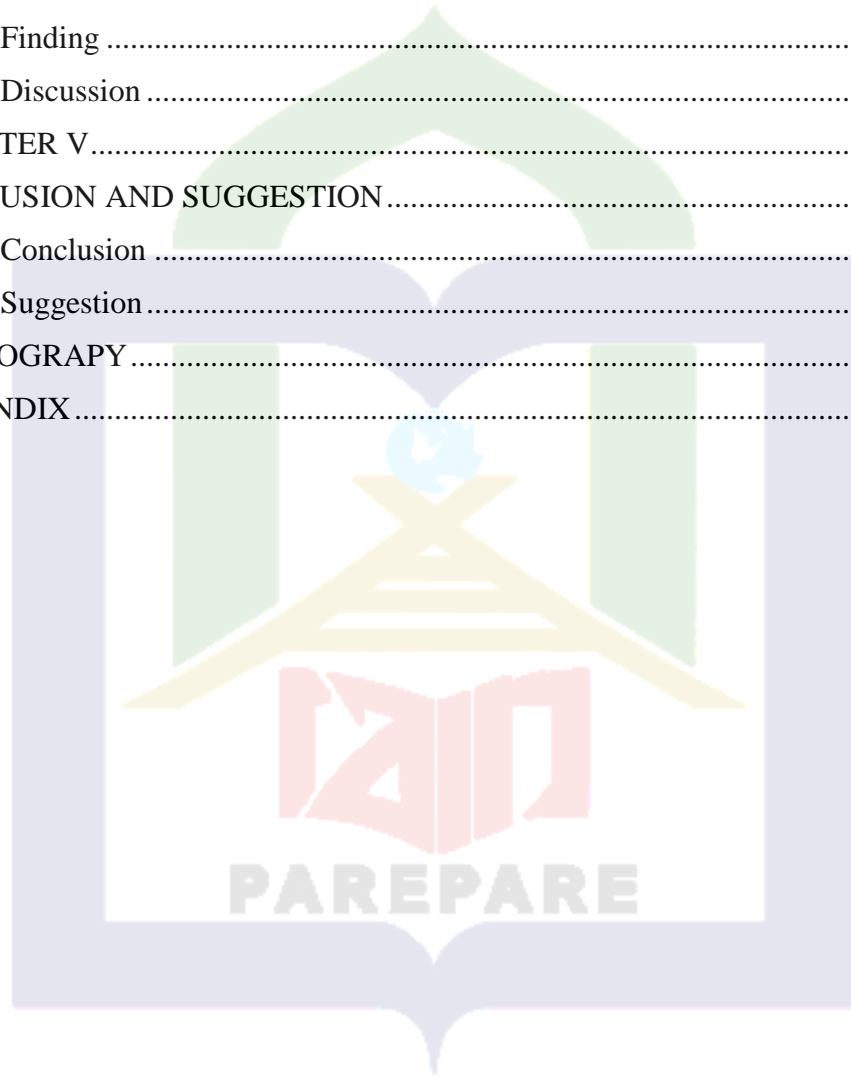 Finding ............................................................................................
Discussion .......................................................................................
TER V..............................................................................................
USION AND SUGGESTION..........................................................
Conclusion ......................................................................................
Suggestion.......................................................................................
OGRAPY..........................................................................................
NDIX................................................................................................
PAREPARE